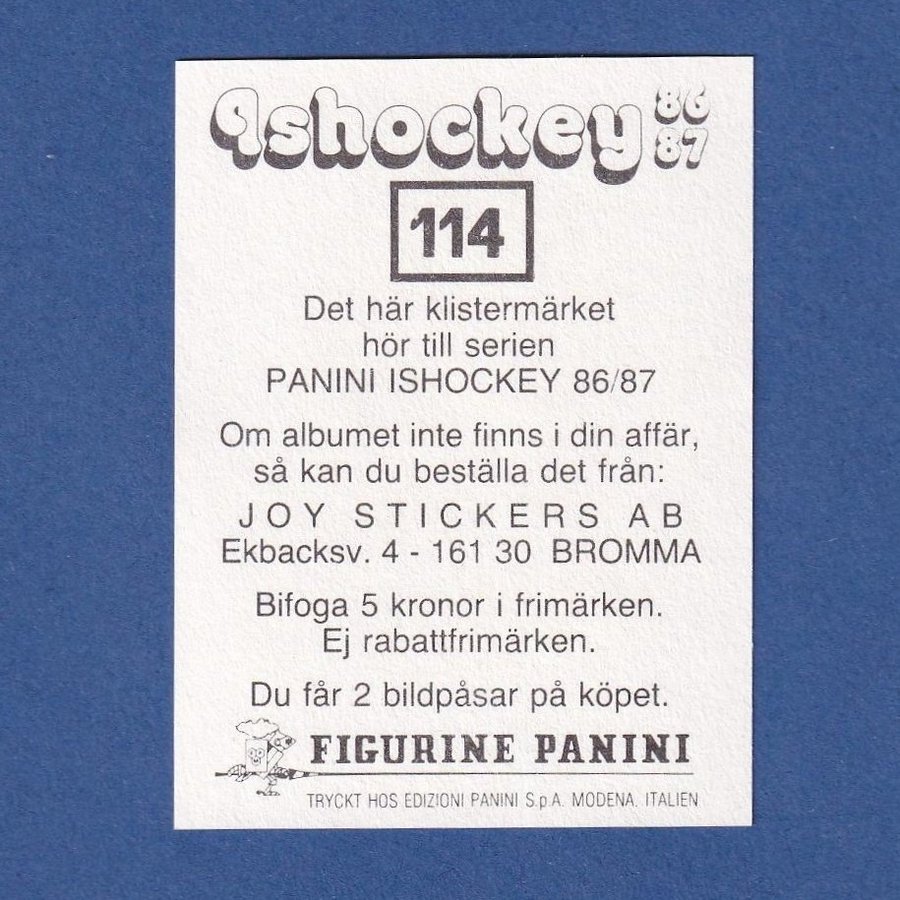 Ishockey 86
87
114
Det här klistermärket
hör till serien
PANINI ISHOCKEY 86/87
Om albumet inte finns i din affär,
så kan du beställa det från:
JOY STICKERS AB
Ekbacksv. 4 - 161 30 BROMMA
Bifoga 5 kronor i frimärken.
Ej rabattfrimärken.
Du får 2 bildpåsar på köpet.
FIGURINE PANINI
TRYCKT HOS EDIZIONI PANINI S.p.A. MODENA. ITALIEN